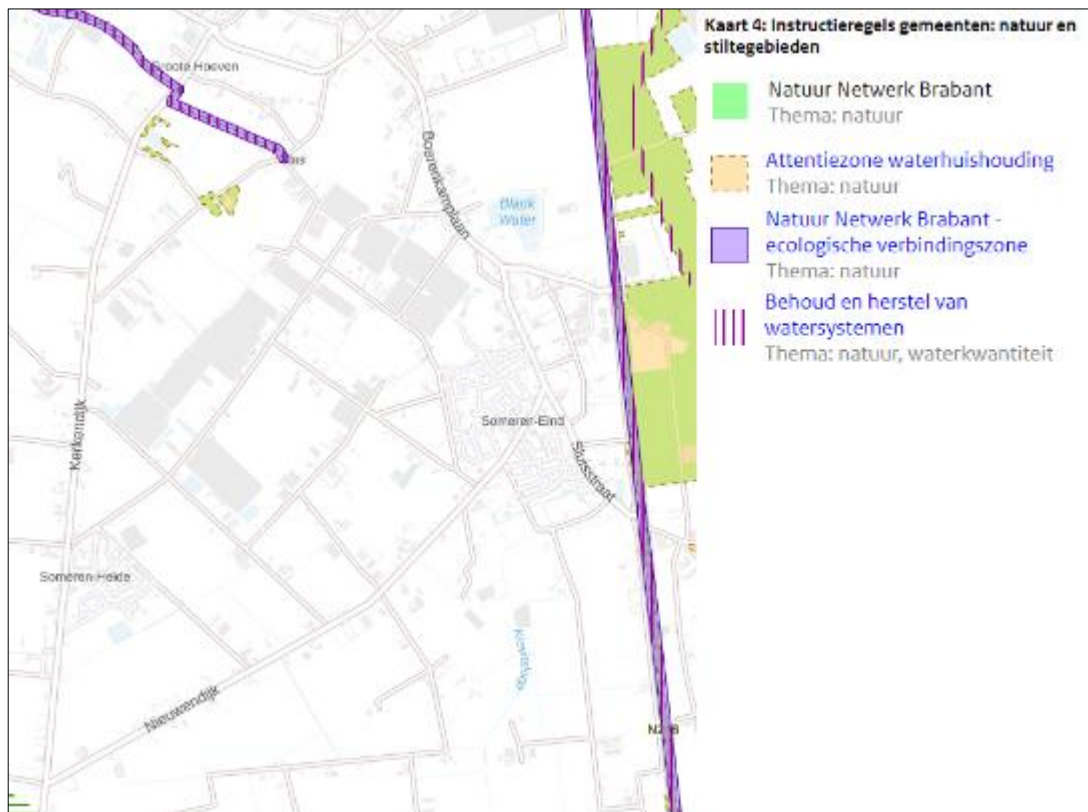 Kaart 4: Instructieregels gemeenten: natuur en
stiltegebieden
Natuur Netwerk Brabant
Thema: natuur
Attentiezone waterhuishouding
Thema: natuur
Natuur Netwerk Brabant -
ecologische verbindingszone
Thema: natuur
Behoud en herstel van
watersystemen
Thema: natuur, waterkwantiteit
Groote Hoeven
Boerenkamplaan
Blank
Water
Kerkendijk
Someren-Eind
Sluisstraat
Someren-Heide
Nieuwendijk